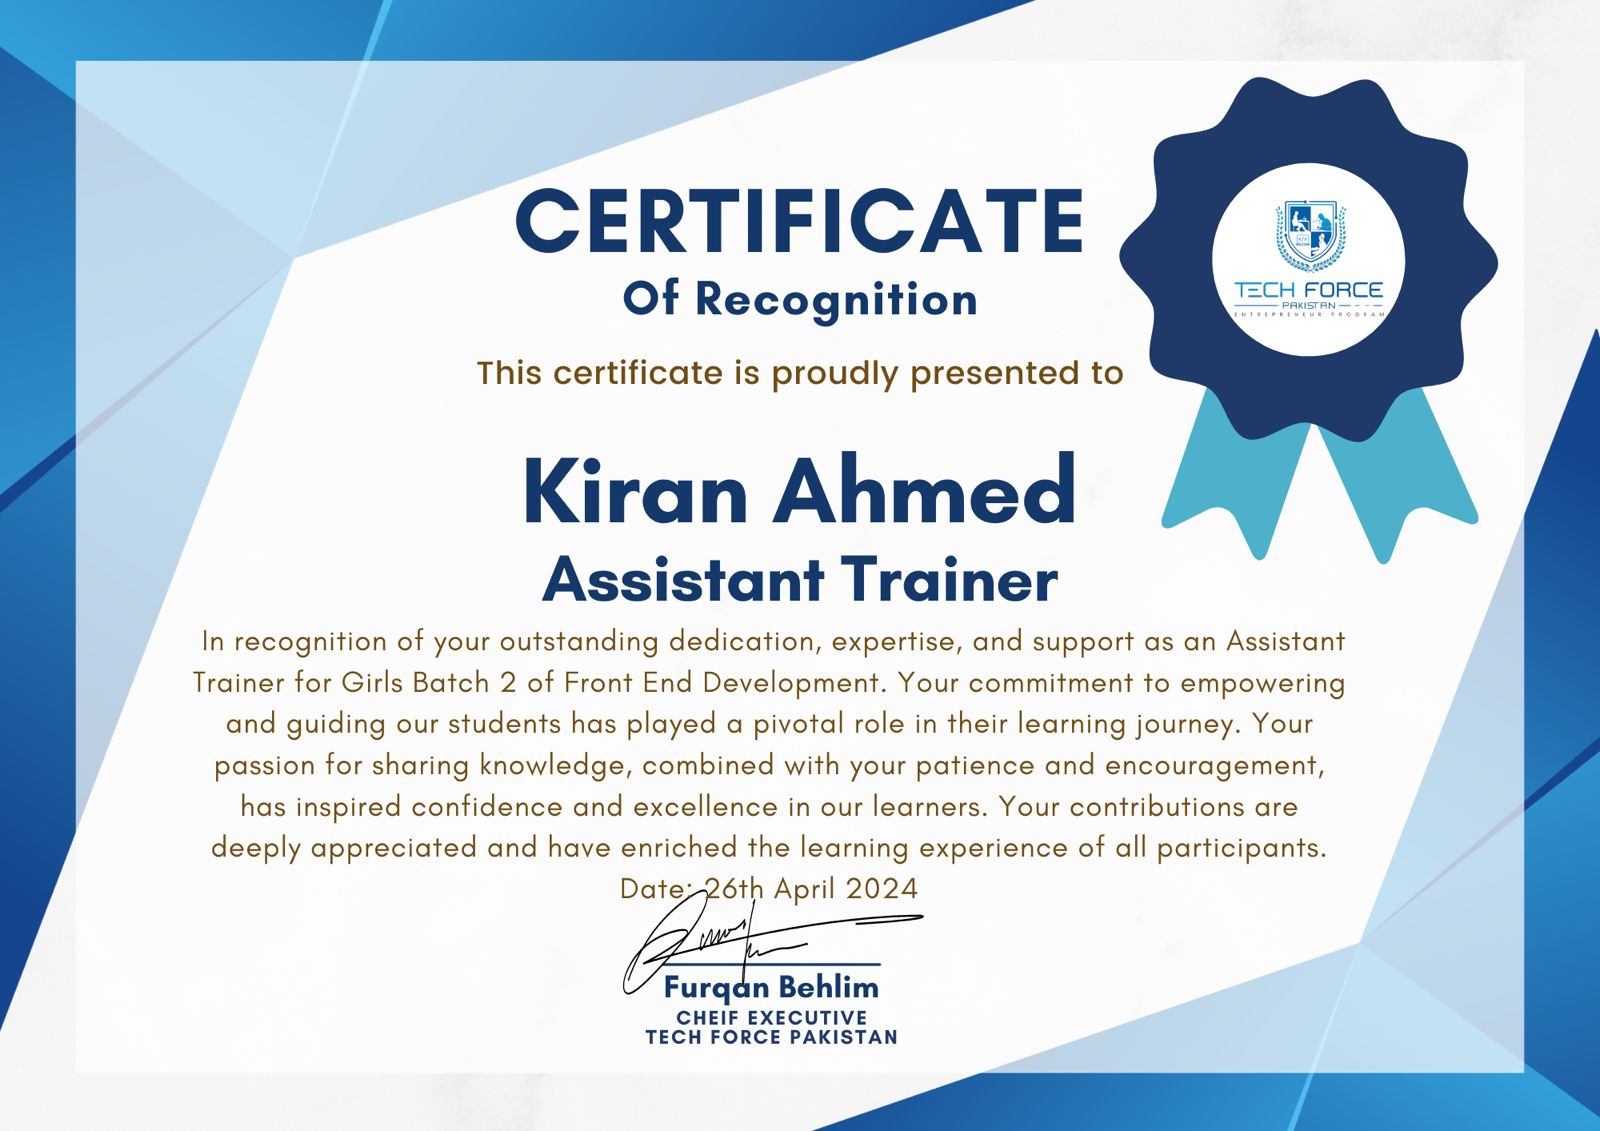 CERTIFICATE
Of Recognition
This certificate is proudly presented to
TECH FORCE
PAKISTAN
ENTREPRENEUR PROGRAM
Kiran Ahmed
Assistant Trainer
In recognition of your outstanding dedication, expertise, and support as an Assistant
Trainer for Girls Batch 2 of Front End Development. Your commitment to empowering
and guiding our students has played a pivotal role in their learning journey. Your
passion for sharing knowledge, combined with your patience and encouragement,
has inspired confidence and excellence in our learners. Your contributions are
deeply appreciated and have enriched the learning experience of all participants.
Date: 26th April 2024
Furqan Behlim
CHEIF EXECUTIVE
TECH FORCE PAKISTAN